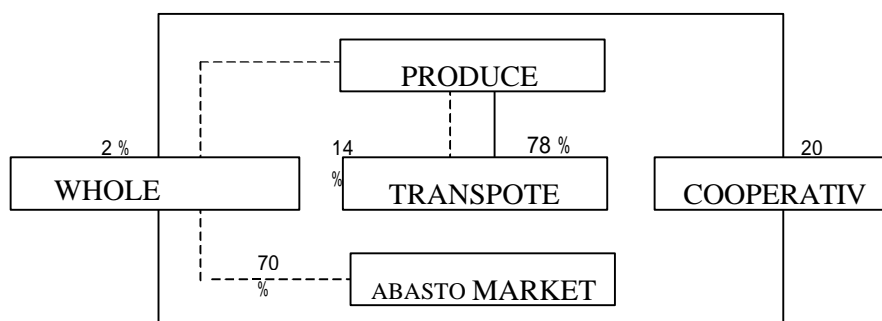 PRODUCE
2 %
14
%
78 %
20
WHOLE
TRANSPOTE
COOPERATIV
70
%
ABASTO MARKET